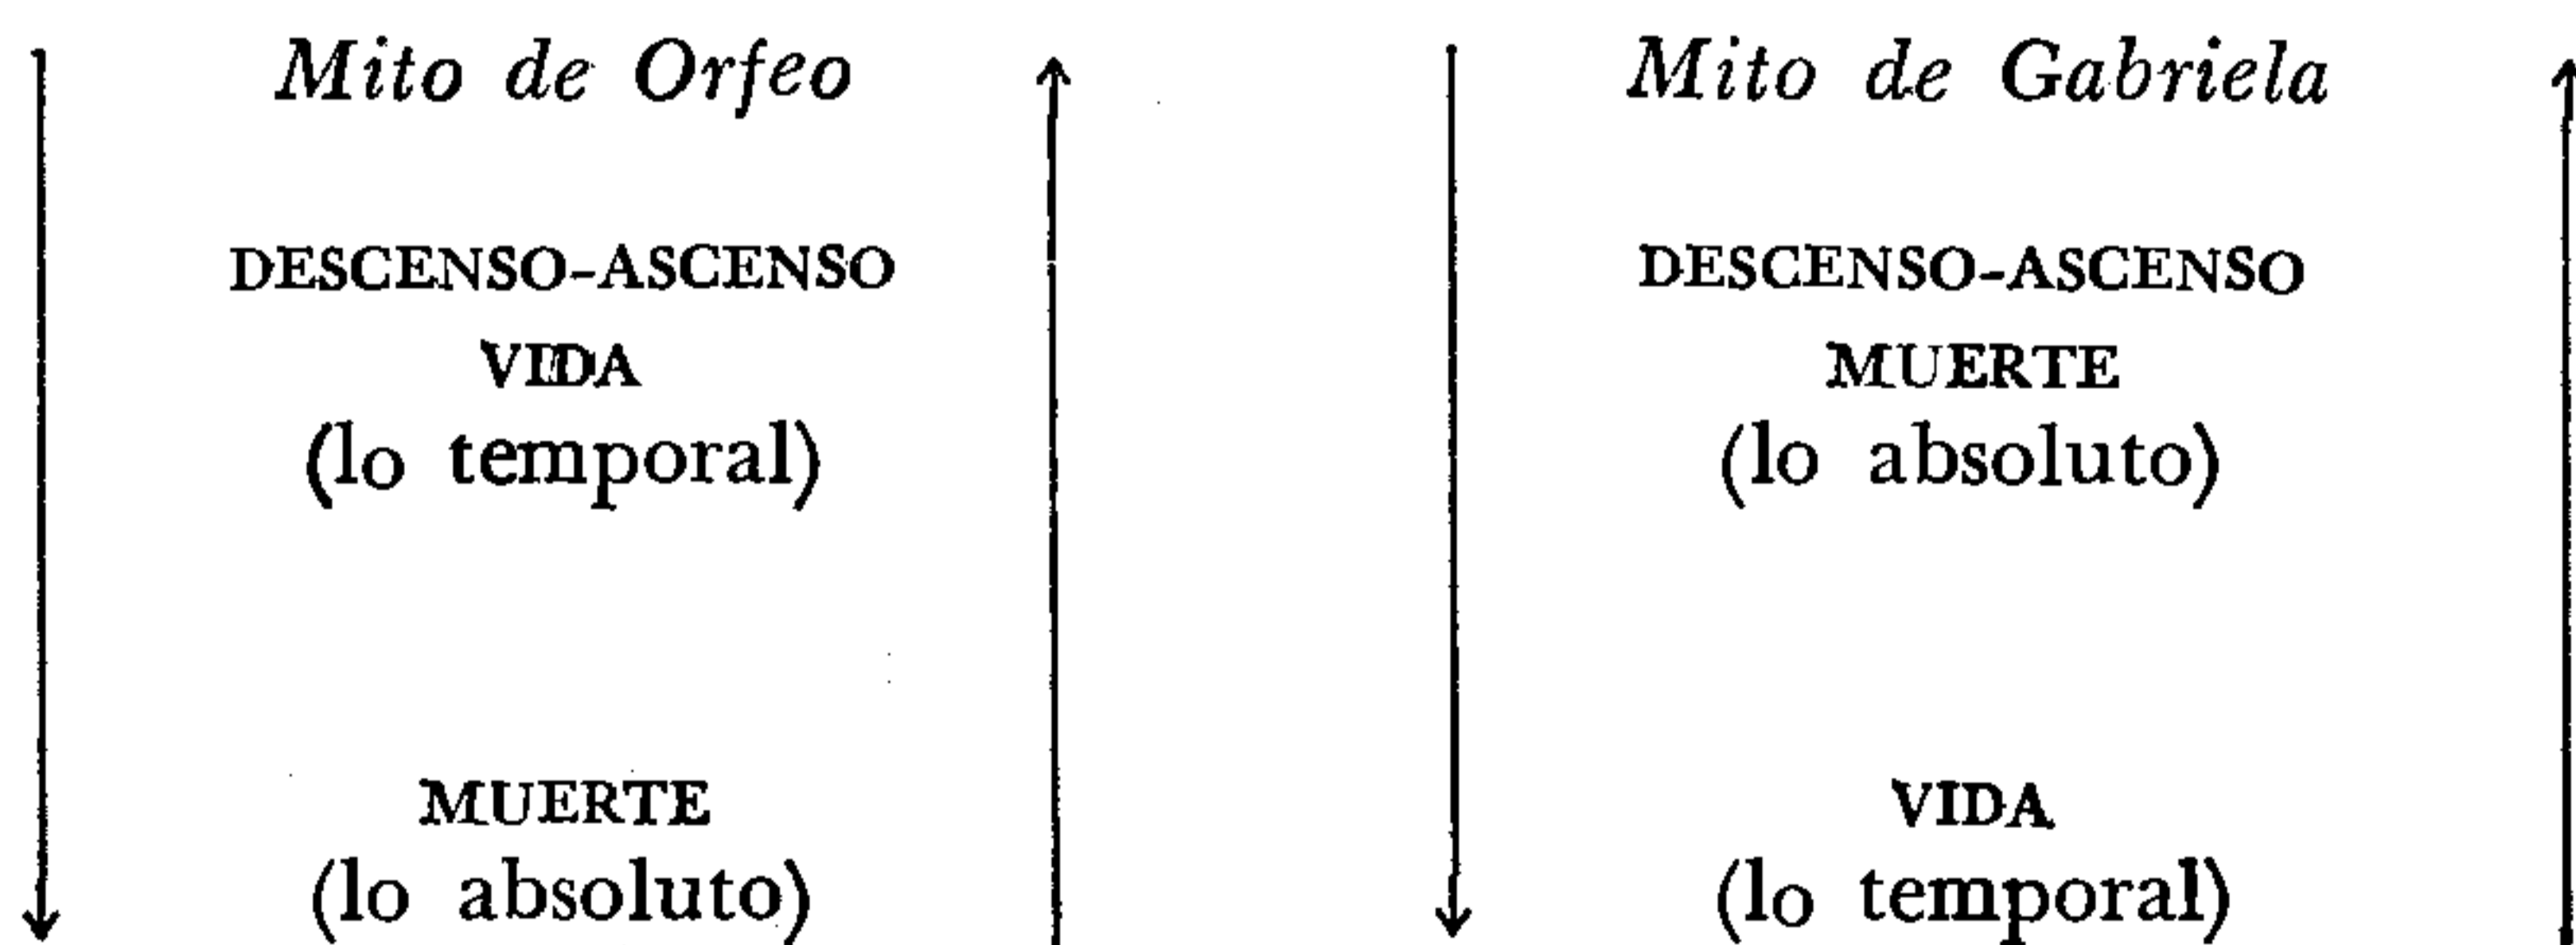 Mito de Orfeo
DESCENSO-ASCENSO
VIDA
(lo temporal)
MUERTE
(lo absoluto)
Mito de Gabriela
DESCENSO-ASCENSO
MUERTE
(lo absoluto)
VIDA
(lo temporal)